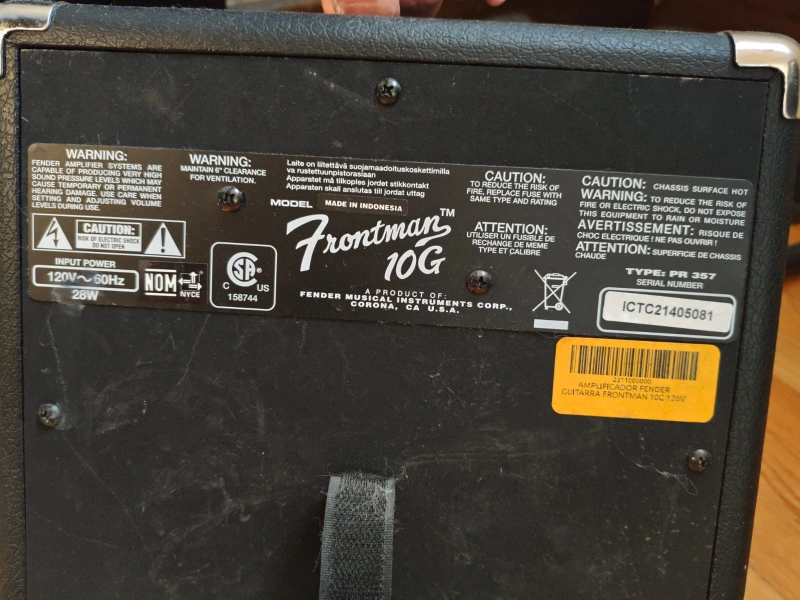 WARNING:
FENDER AMPLIFIER SYSTEMS ARE
CAPABLE OF PRODUCING VERY HIGH
SOUND PRESSURE LEVELS WHICH MAY
CAUSE TEMPORARY OR PERMANENT
HEARING DAMAGE. USE CARE WHEN
SETTING AND ADJUSTING VOLUME
LEVELS DURING USE.
CAUTION:
RISK OF ELECTRIC SHOCK
DO NOT OPEN
INPUT POWER
120V~60Hz
28W
NOM
NYCE
WARNING:
MAINTAIN 6" CLEARANCE
FOR VENTILATION.
SA
C US
158744
Laite on liitettävä suojamaadoituskoskettimilla
va rustettuunpistorasiaan
Apparatet må tilkoples jordet stikkontakt
Apparaten skall anslutas till jordat uttag
MODEL
MADE IN INDONESIA
Frontman™
10G
A PRODUCT OF:
FENDER MUSICAL INSTRUMENTS CORP.,
CORONA, CA U.S.A.
CAUTION:
TO REDUCE THE RISK OF
FIRE, REPLACE FUSE WITH
SAME TYPE AND RATING
ATTENTION:
UTILISER UN FUSIBLE DE
RECHANGE DE MEME
TYPE ET CALIBRE
CAUTION: CHASSIS SURFACE HOT
WARNING: TO REDUCE THE RISK OF
FIRE OR ELECTRIC SHOCK, DO NOT EXPOSE
THIS EQUIPMENT TO RAIN OR MOISTURE
AVERTISSEMENT: RISQUE DE
CHOC ELECTRIQUE ! NE PAS OUVRIR !
ATTENTION: SUPERFICIE DE CHASSIS
CHAUDE
TYPE: PR 357
SERIAL NUMBER
ICTC21405081
2311000000
AMPLIFICADOR FENDER
GUITARRA FRONTMAN 10G 120V